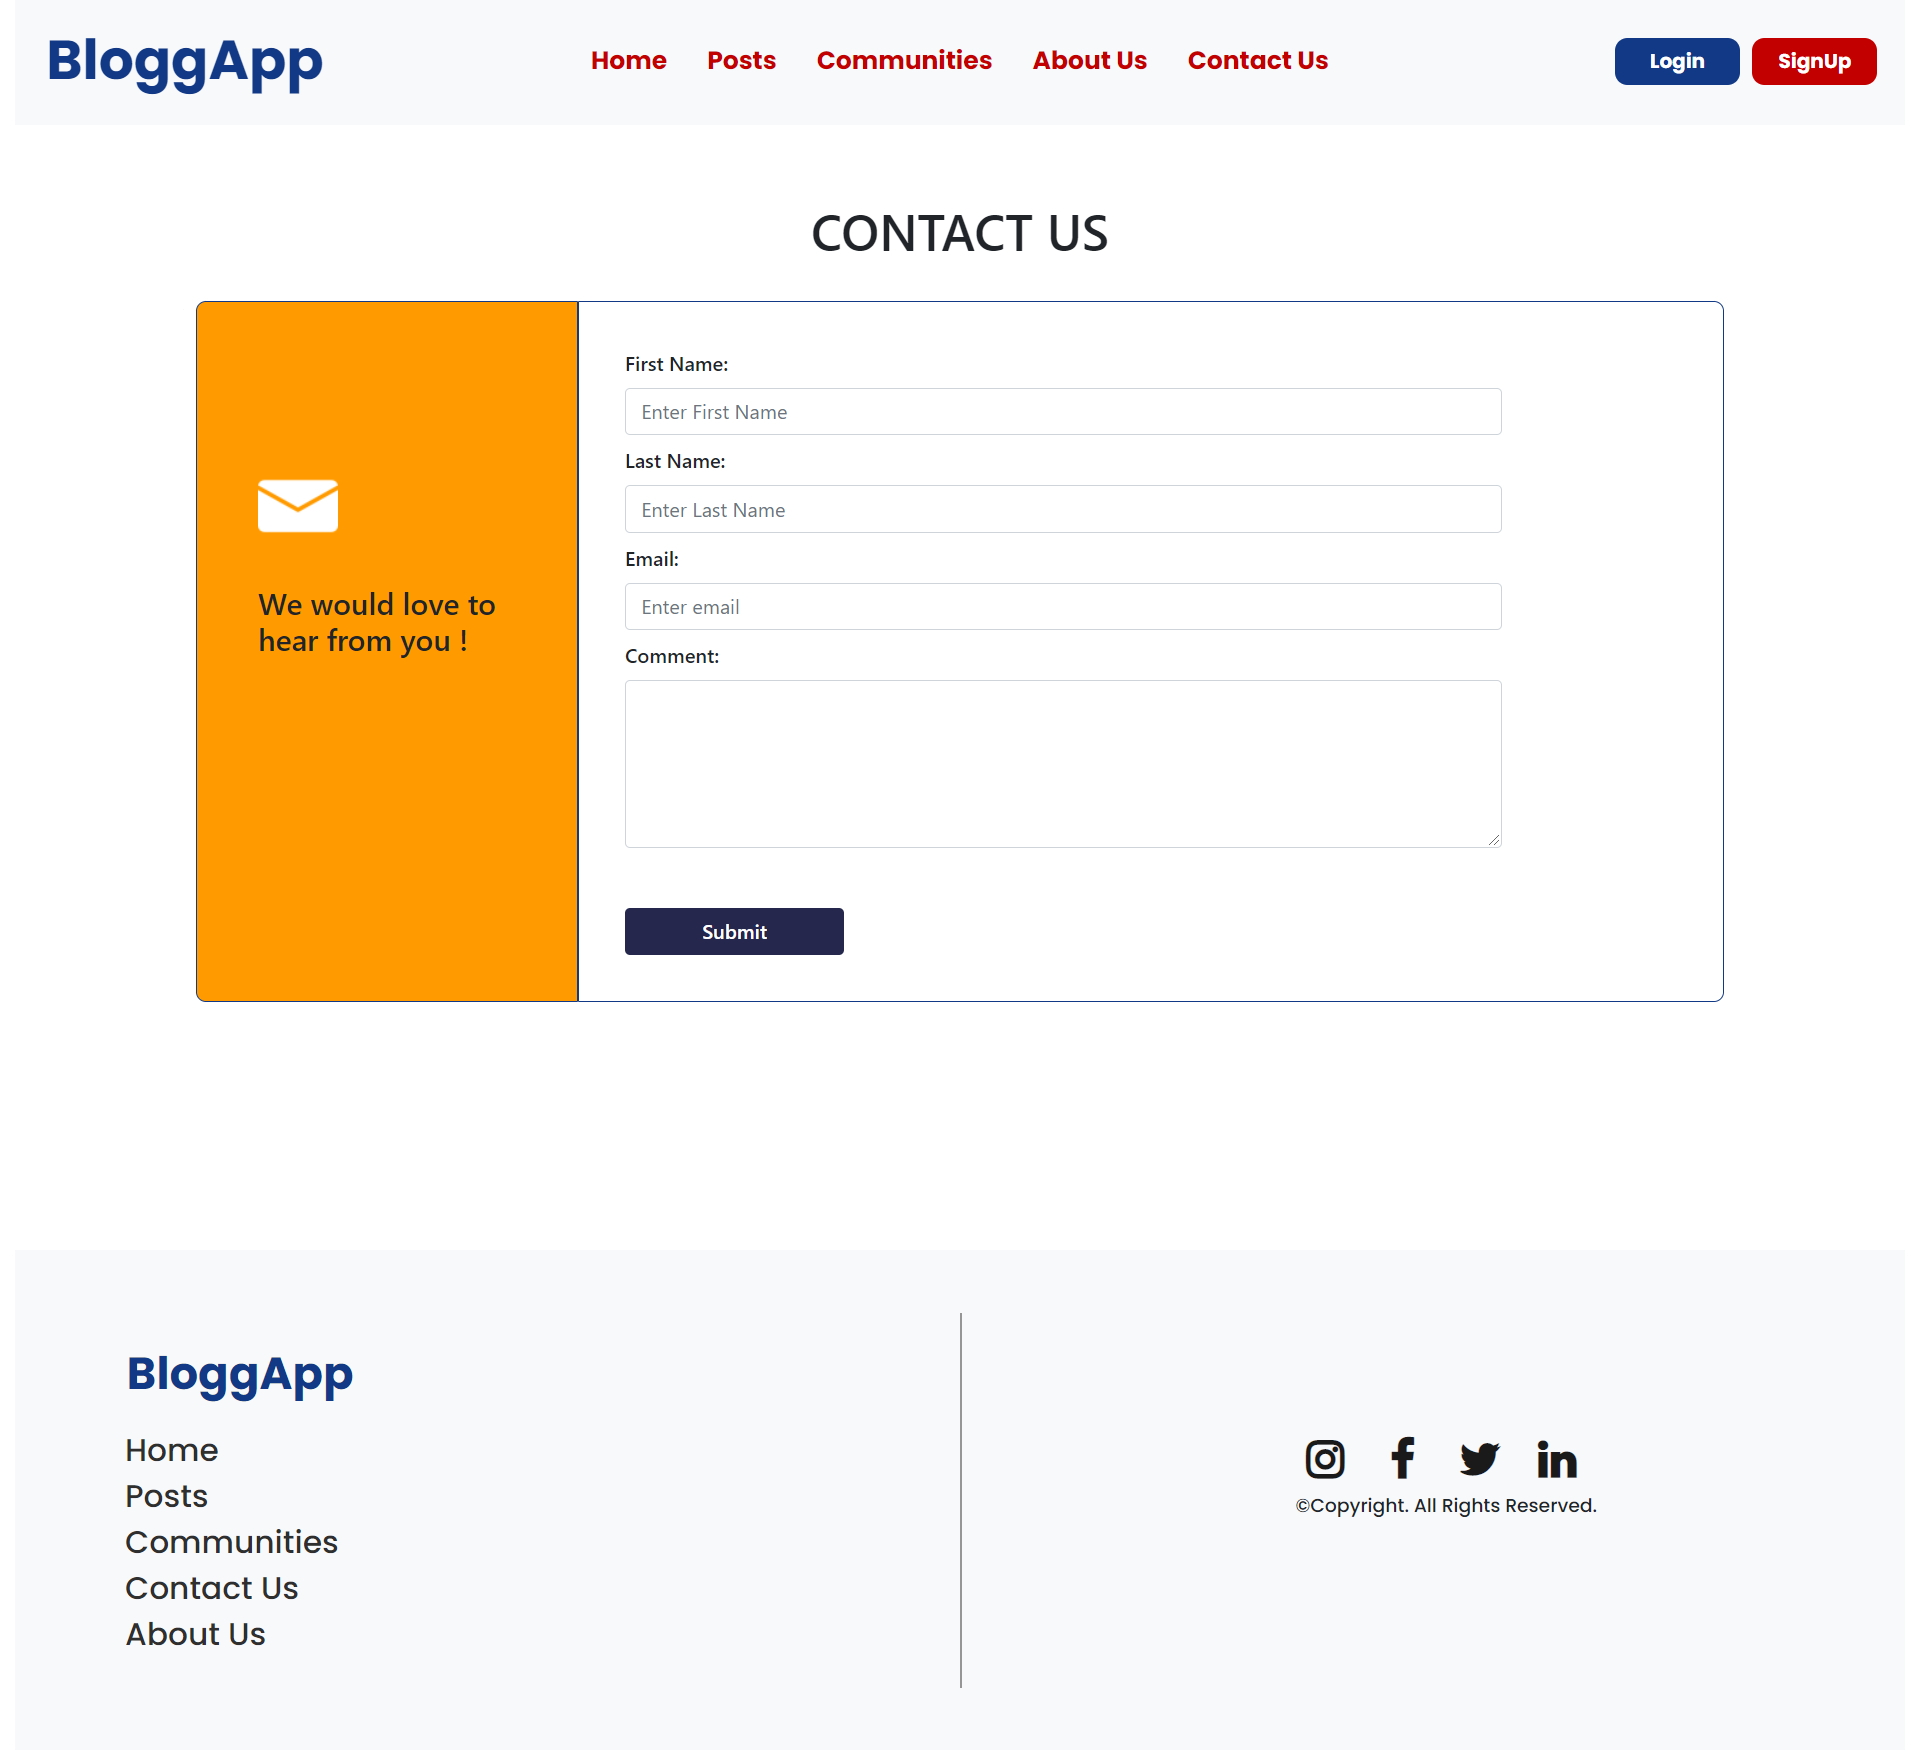 BloggApp
Home Posts Communities About Us Contact Us
Login SignUp
CONTACT US
We would love to
hear from you !
First Name:
Enter First Name
Last Name:
Enter Last Name
Email:
Enter email
Comment:
Submit
BloggApp
Home
Posts
Communities
Contact Us
About Us
©Copyright. All Rights Reserved.